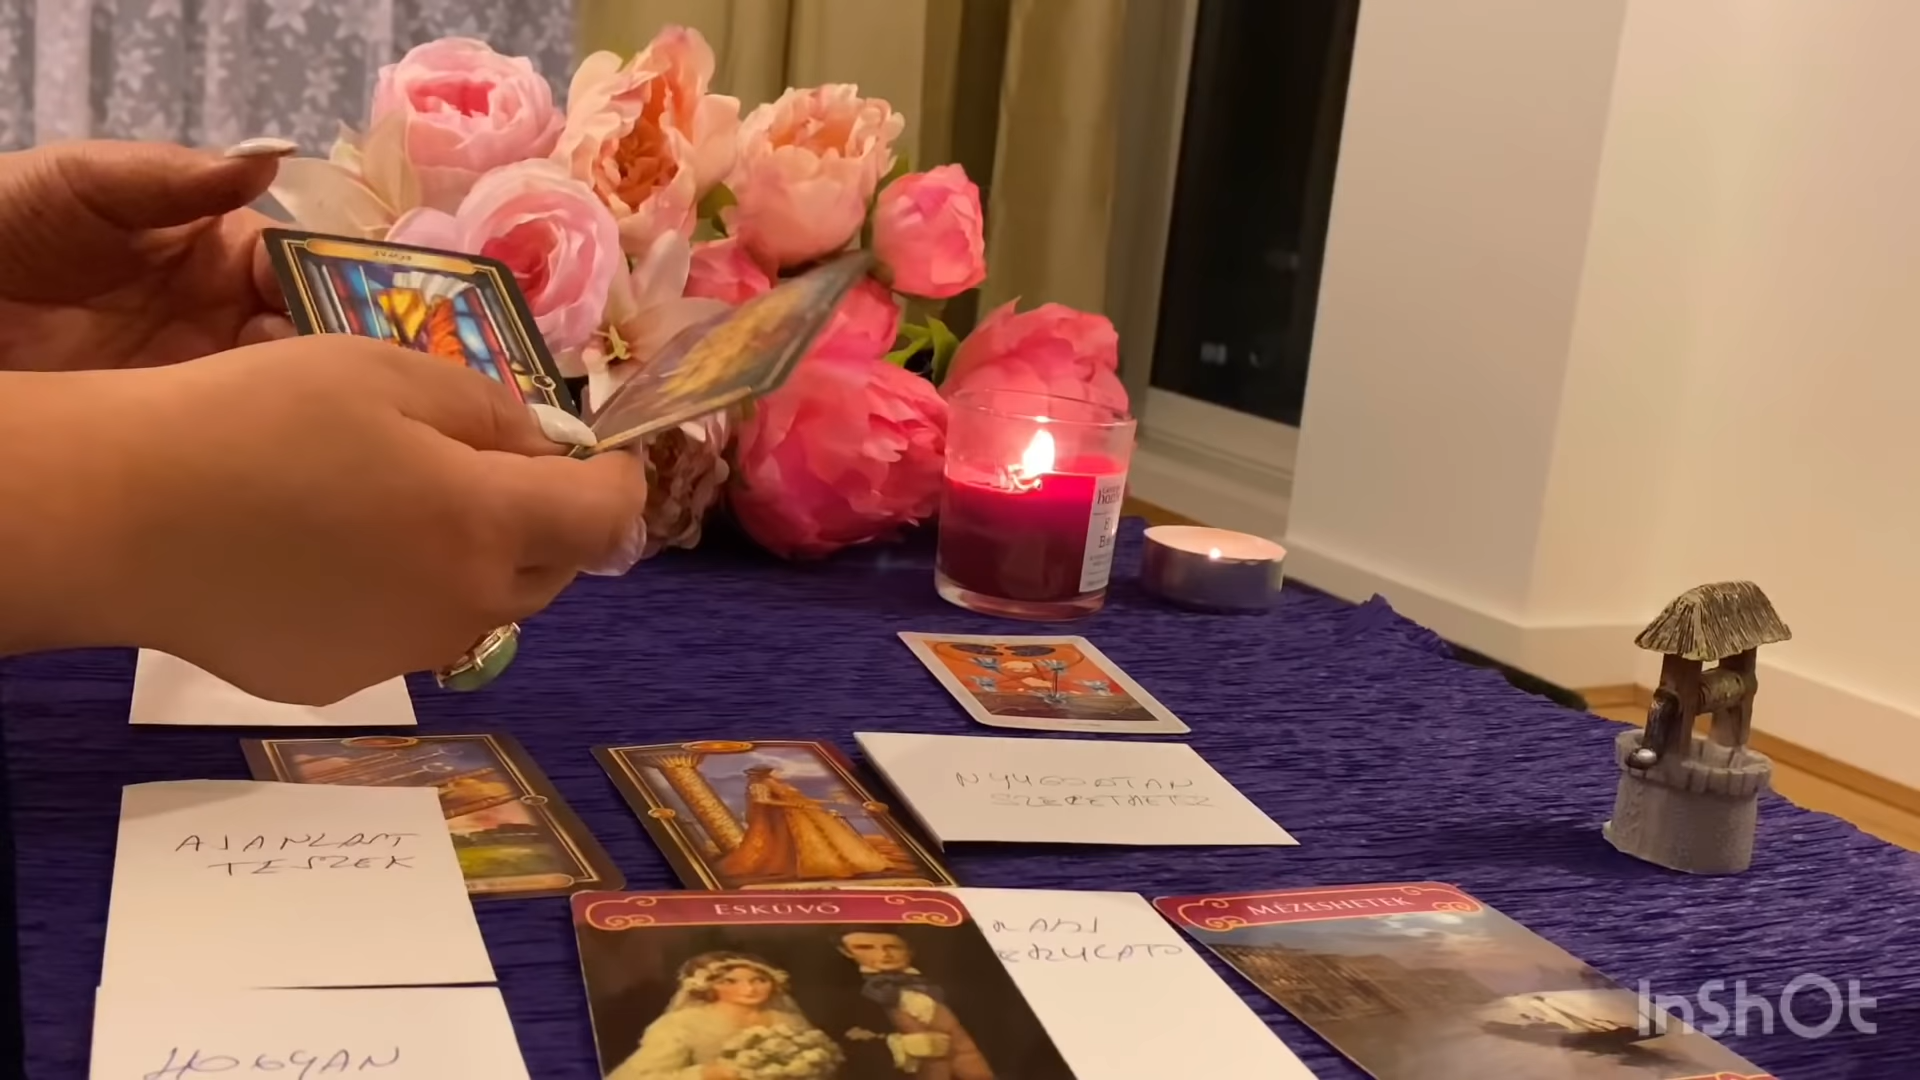 NYUGODTAN
SZERETHETSZ
AJANLAT
TESZEK
ESKÜVŐ
MÉZESHETEK
HOGYAN
InShOt